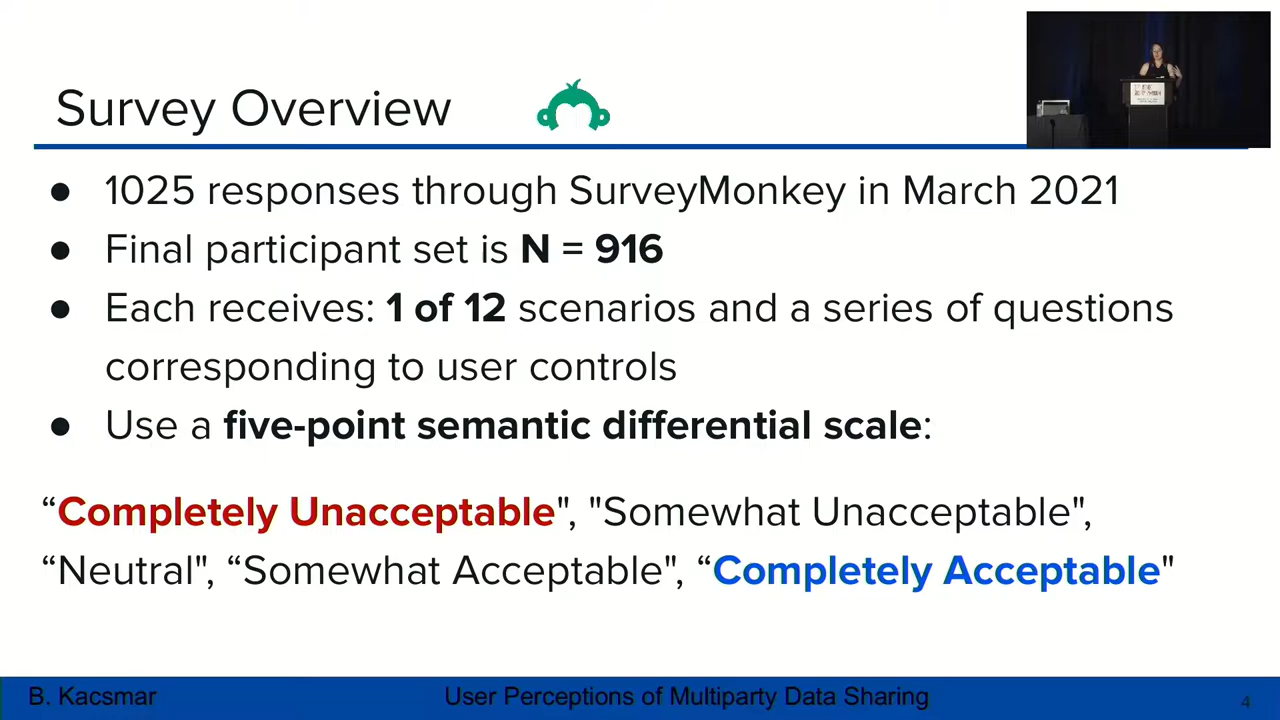 Survey Overview
● 1025 responses through SurveyMonkey in March 2021
● Final participant set is N = 916
● Each receives: 1 of 12 scenarios and a series of questions
corresponding to user controls
● Use a five-point semantic differential scale:
“Completely Unacceptable", "Somewhat Unacceptable",
“Neutral", “Somewhat Acceptable", “Completely Acceptable"
B. Kacsmar
User Perceptions of Multiparty Data Sharing
4